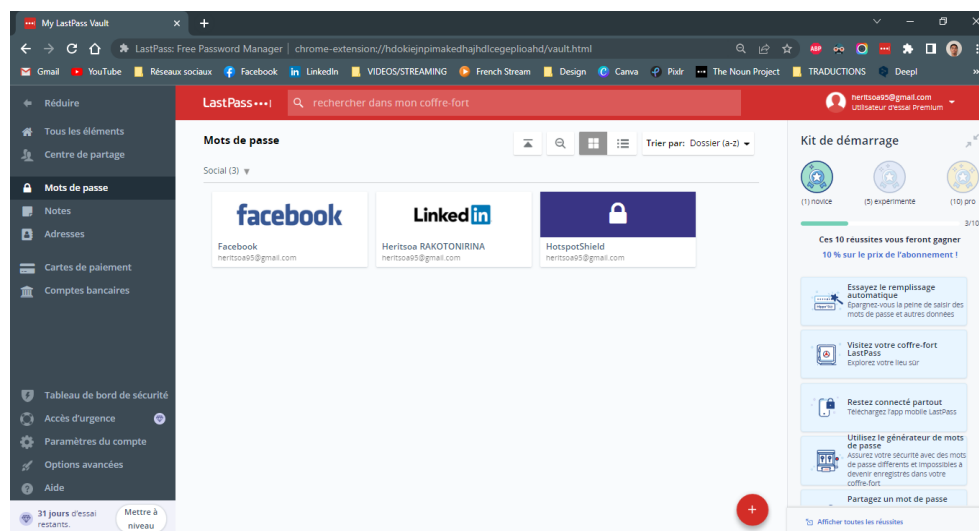 My LastPass Vault
LastPass: Free Password Manager | chrome-extension://hdokiejnpimakedhajhdlcegeplioahd/vault.html
Gmail YouTube Réseaux sociaux Facebook LinkedIn VIDEOS/STREAMING French Stream Design Canva Pixlr The Noun Project TRADUCTIONS Deepl
Réduire
Tous les éléments
Centre de partage
Mots de passe
Notes
Adresses
Cartes de paiement
Comptes bancaires
Tableau de bord de sécurité
Accès d'urgence
Paramètres du compte
Options avancées
Aide
31 jours d'essai
restants.
Mettre à
niveau
LastPass
rechercher dans mon coffre-fort
heritsoa95@gmail.com
Utilisateur d'essai Premium
Mots de passe
Trier par: Dossier (a-z)
Social (3)
facebook
Facebook
heritsoa95@gmail.com
Linked in
Heritsoa RAKOTONIRINA
heritsoa95@gmail.com
HotspotShield
heritsoa95@gmail.com
Kit de démarrage
(1) novice (5) expérimenté (10) pro
3/10
Ces 10 réussites vous feront gagner
10 % sur le prix de l'abonnement !
Essayez le remplissage
automatique
Épargnez-vous la peine de saisir des
mots de passe et autres données
Visitez votre coffre-fort
LastPass
Explorez votre lieu sûr
Restez connecté partout
Téléchargez l'app mobile LastPass
Utilisez le générateur de mots
de passe
Assurez votre sécurité avec des mots
de passe différents et impossibles à
devenir enregistrés dans votre
coffre-fort
Partagez un mot de passe
Afficher toutes les réussites